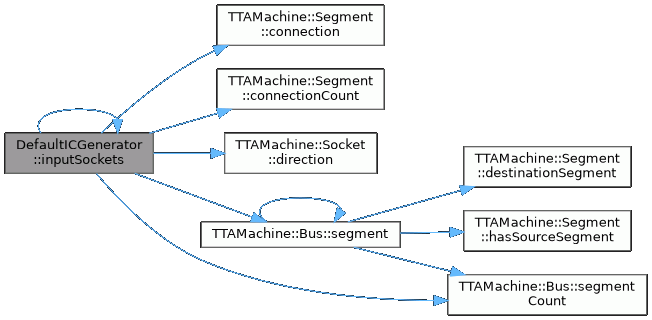 TTAMachine::Segment
::connection
TTAMachine::Segment
::connectionCount
DefaultICGenerator
::inputSockets
TTAMachine::Socket
::direction
TTAMachine::Segment
::destinationSegment
TTAMachine::Bus::segment
TTAMachine::Segment
::hasSourceSegment
TTAMachine::Bus::segment
Count